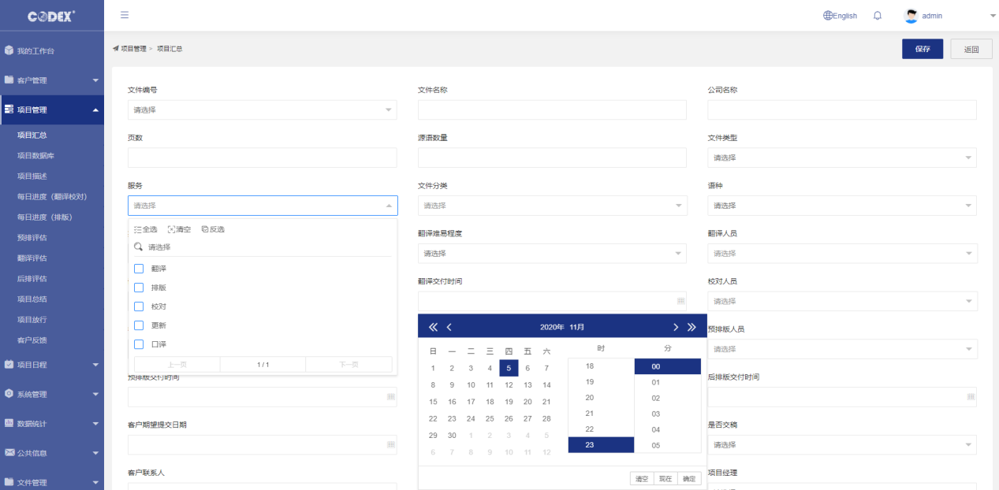 CODEX
English
admin
我的工作台
客户管理
项目管理
项目汇总
项目数据库
项目描述
每日进度（翻译校对）
每日进度（排版）
预排评估
翻译评估
后排评估
项目总结
项目放行
客户反馈
项目日程
系统管理
数据统计
公共信息
文件管理
项目管理 > 项目汇总
保存
返回
文件编号
文件名称
公司名称
请选择
页数
源语数量
文件类型
请选择
服务
文件分类
语种
请选择
请选择
请选择
全选 清空 反选
请选择
翻译
排版
校对
更新
口译
上一页 1 / 1 下一页
翻译难易程度
翻译人员
请选择
请选择
翻译交付时间
校对人员
请选择
2020年 11月
日 一 二 三 四 五 六
1 2 3 4 5 6 7
8 9 10 11 12 13 14
15 16 17 18 19 20 21
22 23 24 25 26 27 28
29 30 1 2 3 4 5
6 7 8 9 10 11 12
时 分
18 00
19 01
20 02
21 03
22 04
23 05
清空 现在 确定
预排版人员
请选择
预排版交付时间
后排版交付时间
客户期望提交日期
是否交稿
请选择
客户联系人
项目经理